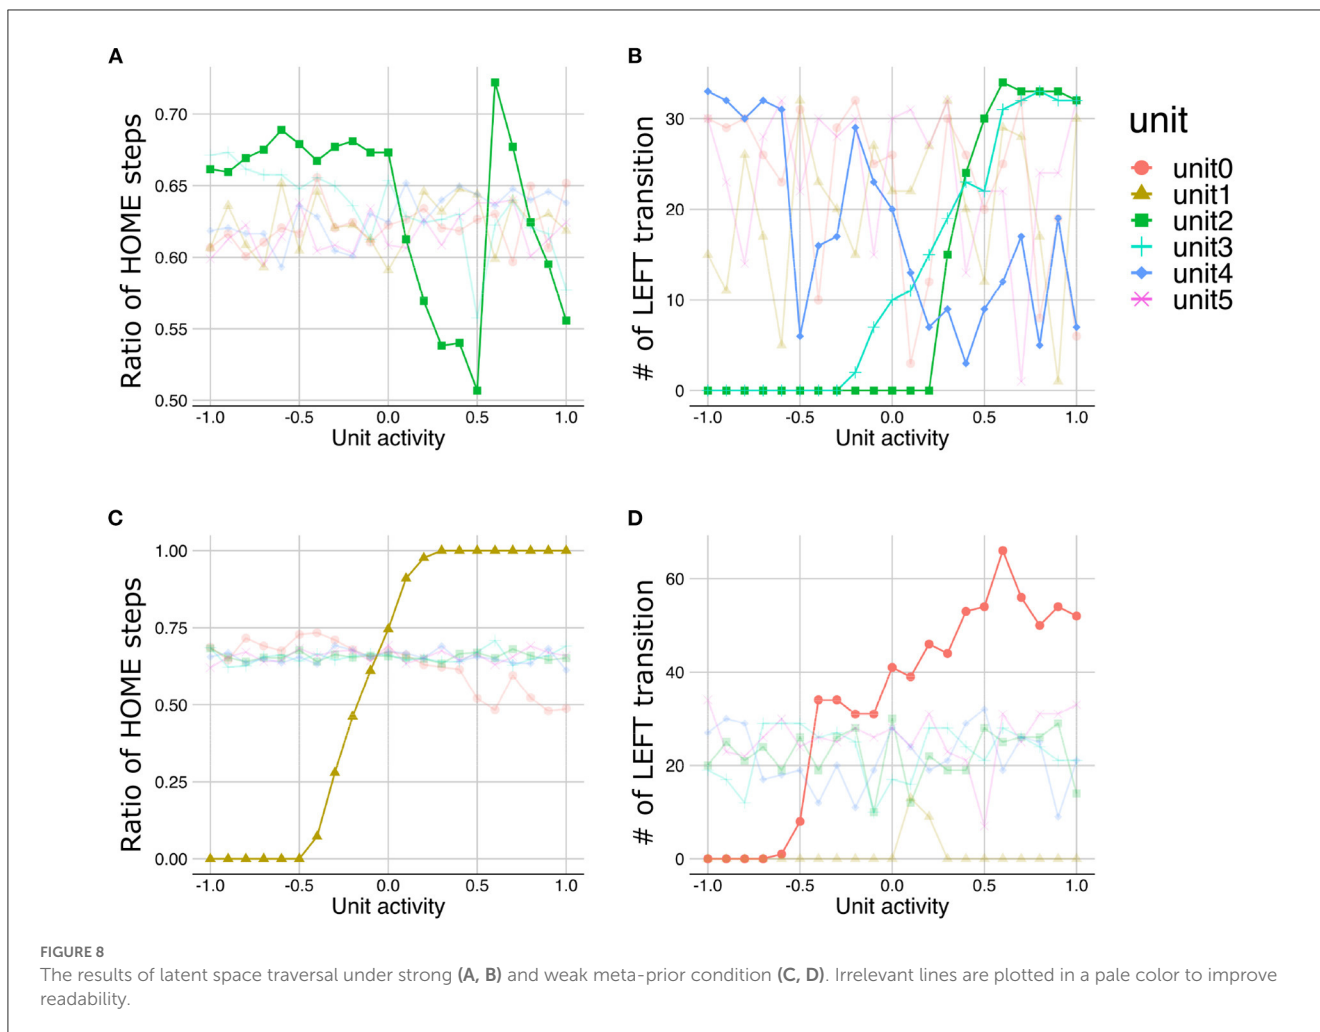 A
Ratio of HOME steps
0.70
0.65
0.60
0.55
0.50
-1.0 -0.5 0.0 0.5 1.0
Unit activity
B
# of LEFT transition
30
20
10
0
-1.0 -0.5 0.0 0.5 1.0
Unit activity
unit
unit0
unit1
unit2
unit3
unit4
unit5
C
Ratio of HOME steps
1.00
0.75
0.50
0.25
0.00
-1.0 -0.5 0.0 0.5 1.0
Unit activity
D
# of LEFT transition
60
40
20
0
-1.0 -0.5 0.0 0.5 1.0
Unit activity
FIGURE 8
The results of latent space traversal under strong (A, B) and weak meta-prior condition (C, D). Irrelevant lines are plotted in a pale color to improve
readability.